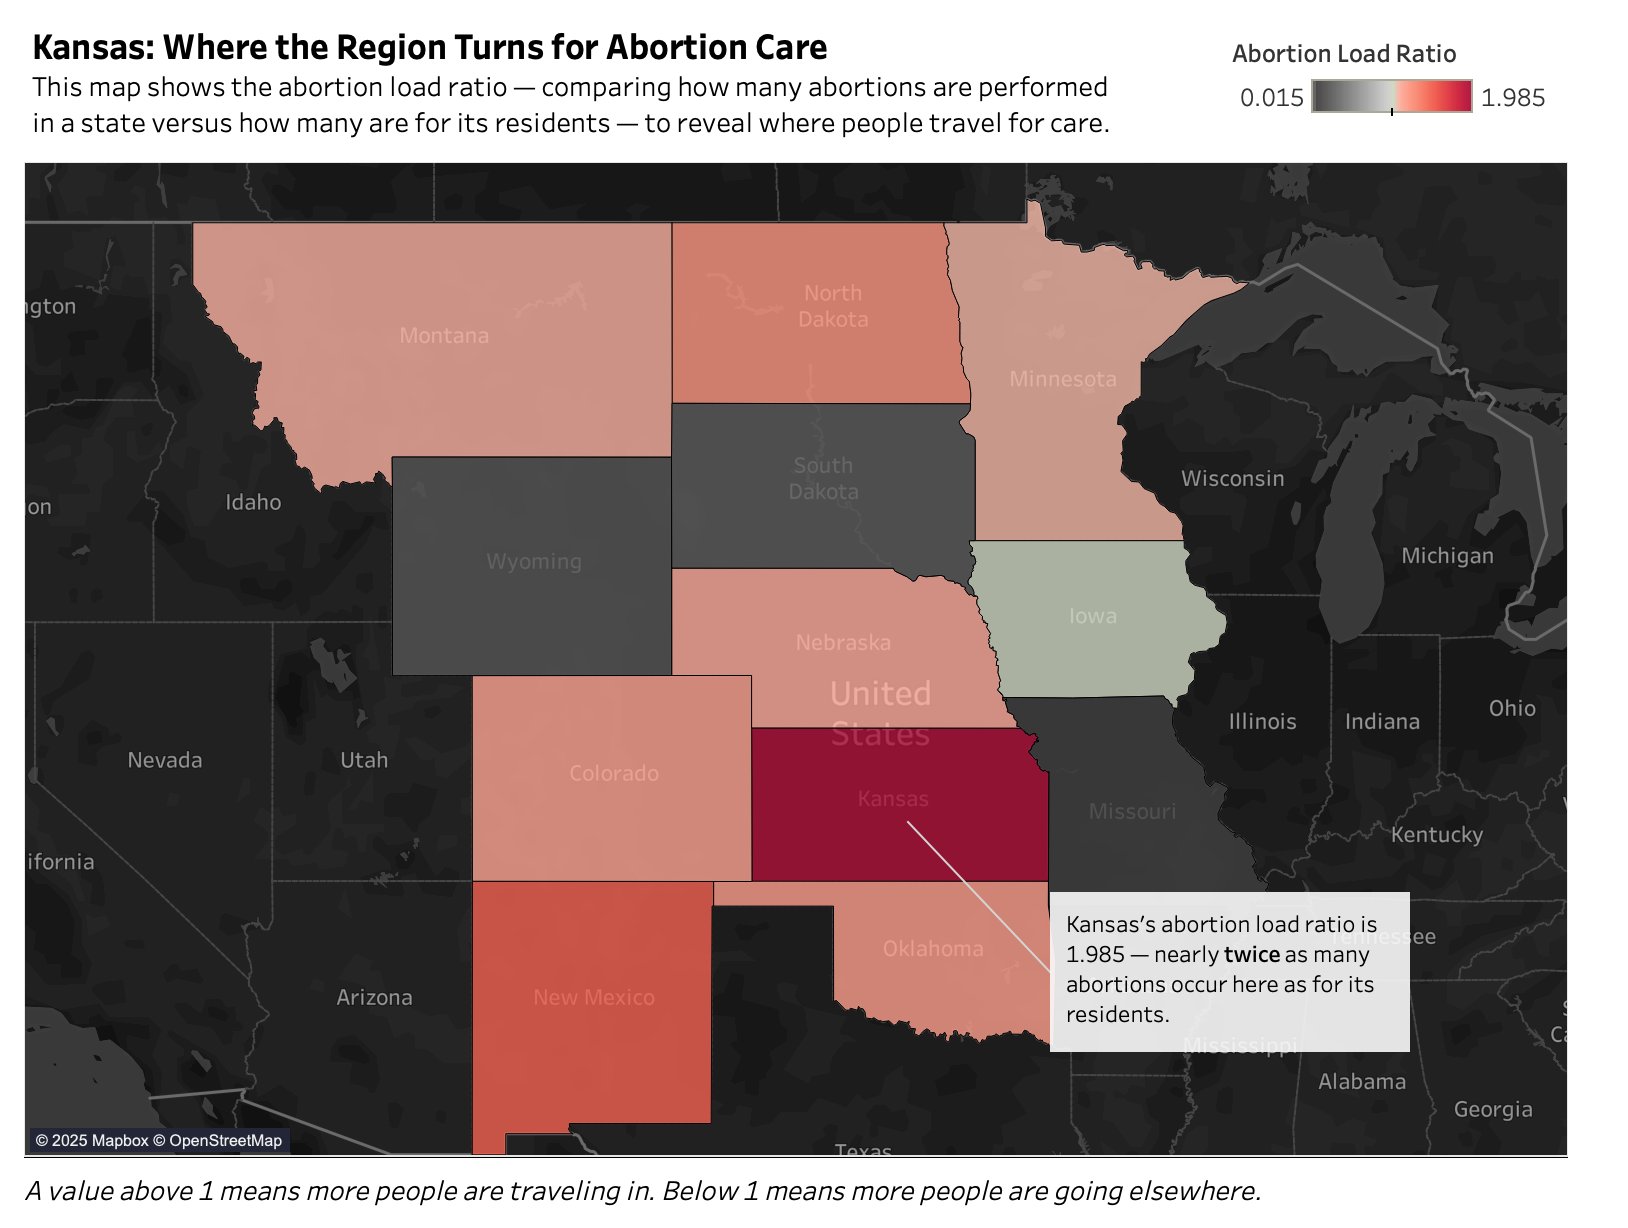 Kansas: Where the Region Turns for Abortion Care
This map shows the abortion load ratio — comparing how many abortions are performed
in a state versus how many are for its residents — to reveal where people travel for care.
Abortion Load Ratio
0.015
1.985
ngton
Montana
North
Dakota
Minnesota
on
Idaho
South
Dakota
Wisconsin
Michigan
Wyoming
Iowa
Nebraska
United
States
Nevada
Utah
Colorado
Kansas
Missouri
Illinois
Indiana
Ohio
Kentucky
ifornia
Arizona
New Mexico
Oklahoma
Tennessee
Kansas's abortion load ratio is
1.985 — nearly twice as many
abortions occur here as for its
residents.
Mississippi
Alabama
Georgia
Ca
Texas
© 2025 Mapbox © OpenStreetMap
A value above 1 means more people are traveling in. Below 1 means more people are going elsewhere.